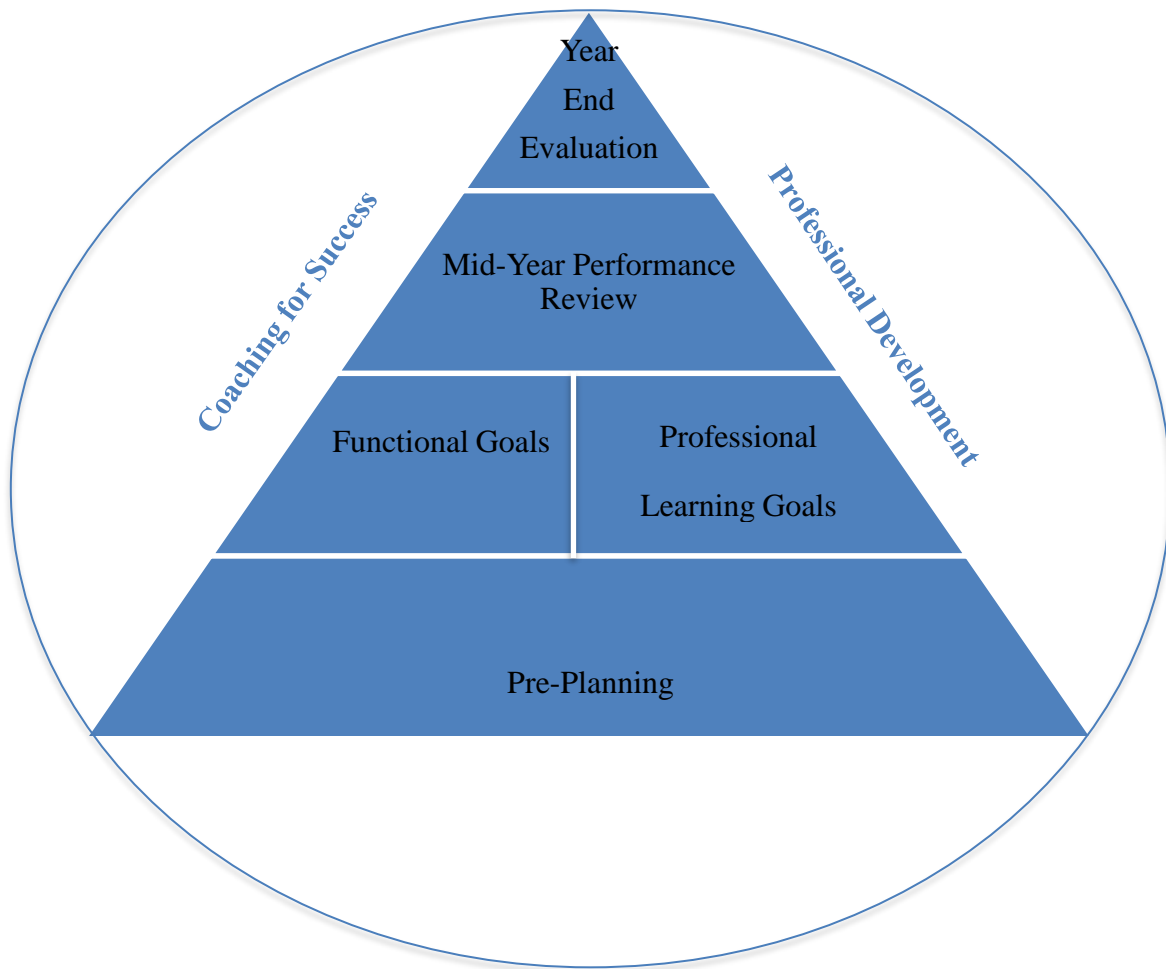 Year
End
Evaluation
Coaching for Success
Professional Development
Mid-Year Performance
Review
Functional Goals
Professional
Learning Goals
Pre-Planning